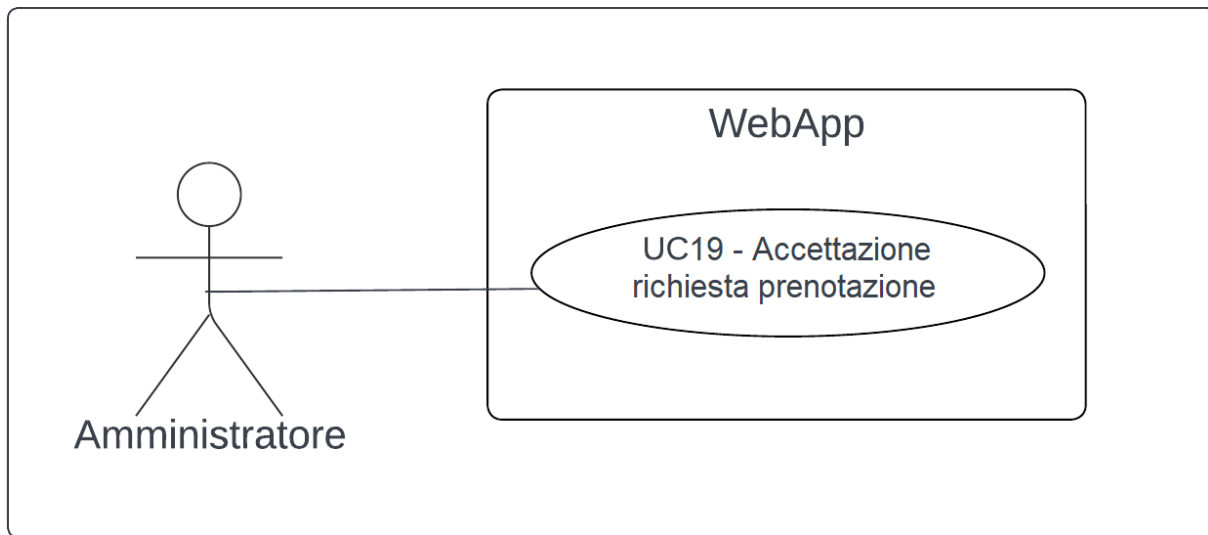 WebApp
UC19 - Accettazione
richiesta prenotazione
Amministratore